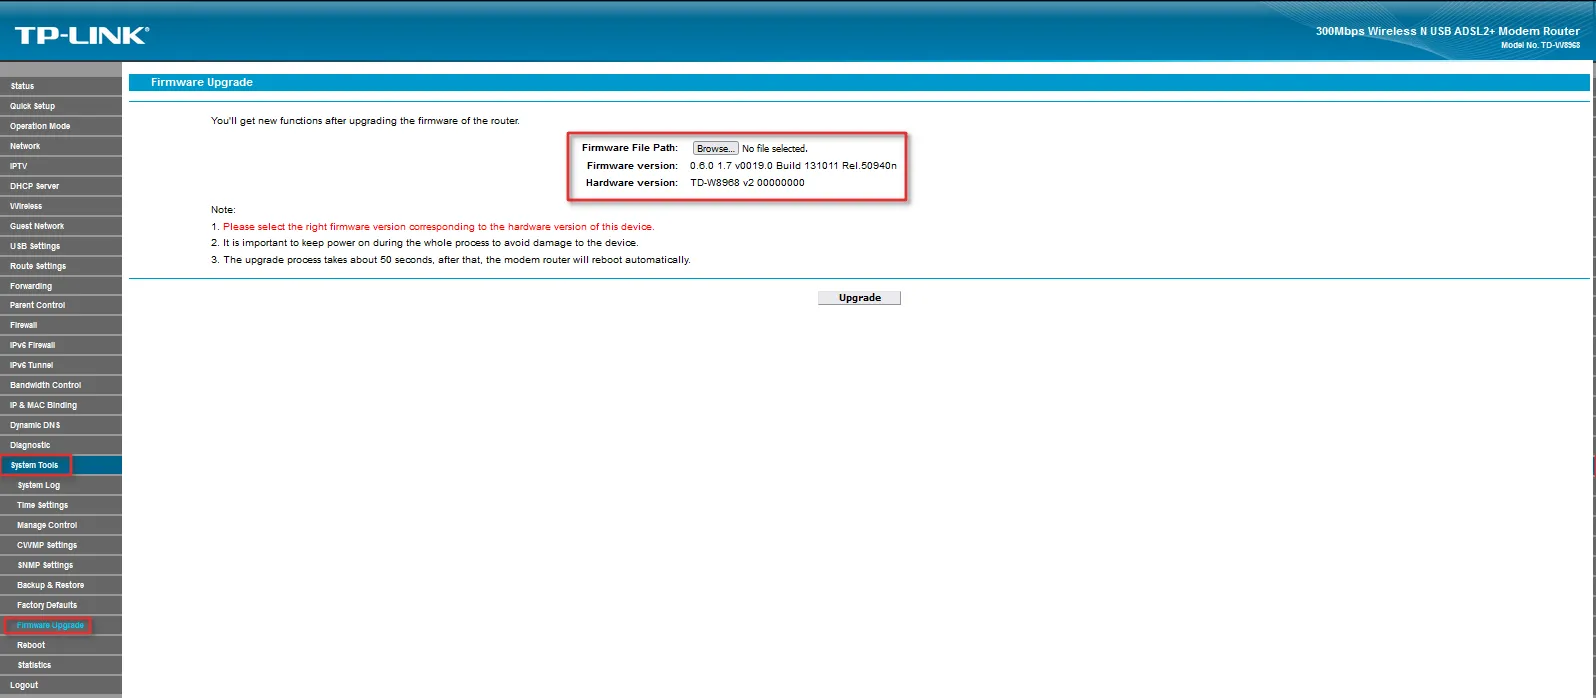 TP-LINK®
300Mbps Wireless N USB ADSL2+ Modem Router
Model No. TD-W8968
Status
Quick Setup
Operation Mode
Network
IPTV
DHCP Server
Wireless
Guest Network
USB Settings
Route Settings
Forwarding
Parent Control
Firewall
IPv6 Firewall
IPv6 Tunnel
Bandwidth Control
IP & MAC Binding
Dynamic DNS
Diagnostic
System Tools
System Log
Time Settings
Manage Control
CWMP Settings
SNMP Settings
Backup & Restore
Factory Defaults
Firmware Upgrade
Reboot
Statistics
Logout
Firmware Upgrade
You'll get new functions after upgrading the firmware of the router.
Firmware File Path: Browse... No file selected.
Firmware version: 0.6.0 1.7 v0019.0 Build 131011 Rel.50940n
Hardware version: TD-W8968 v2 00000000
Note:
1. Please select the right firmware version corresponding to the hardware version of this device.
2. It is important to keep power on during the whole process to avoid damage to the device.
3. The upgrade process takes about 50 seconds, after that, the modem router will reboot automatically.
Upgrade